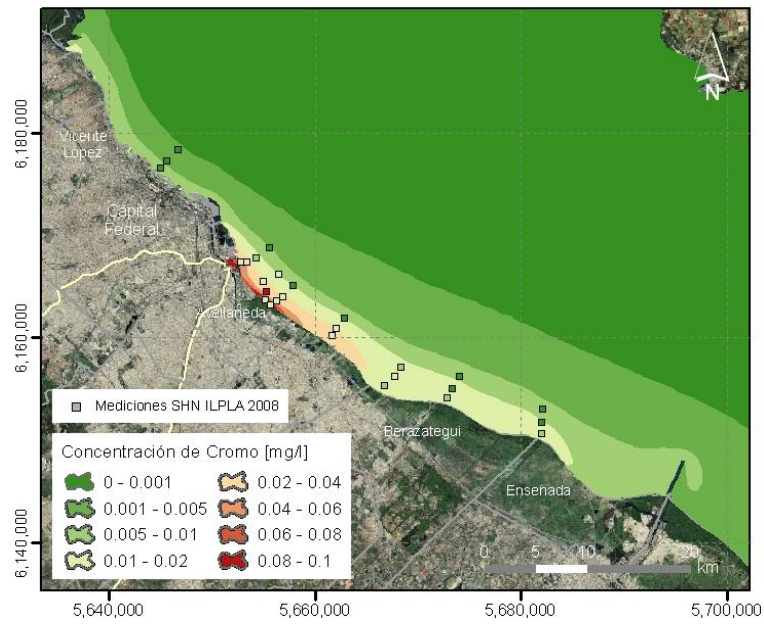 N
6,180,000
6,160,000
6,140,000
Vicente
López
Capital
Federal
Avellaneda
Berazategui
Ensenada
Mediciones SHN ILPLA 2008
Concentración de Cromo [mg/l]
0 - 0.001
0.001 - 0.005
0.005 - 0.01
0.01 - 0.02
0.02 - 0.04
0.04 - 0.06
0.06 - 0.08
0.08 - 0.1
0 5 10 20
km
5,640,000 5,660,000 5,680,000 5,700,000